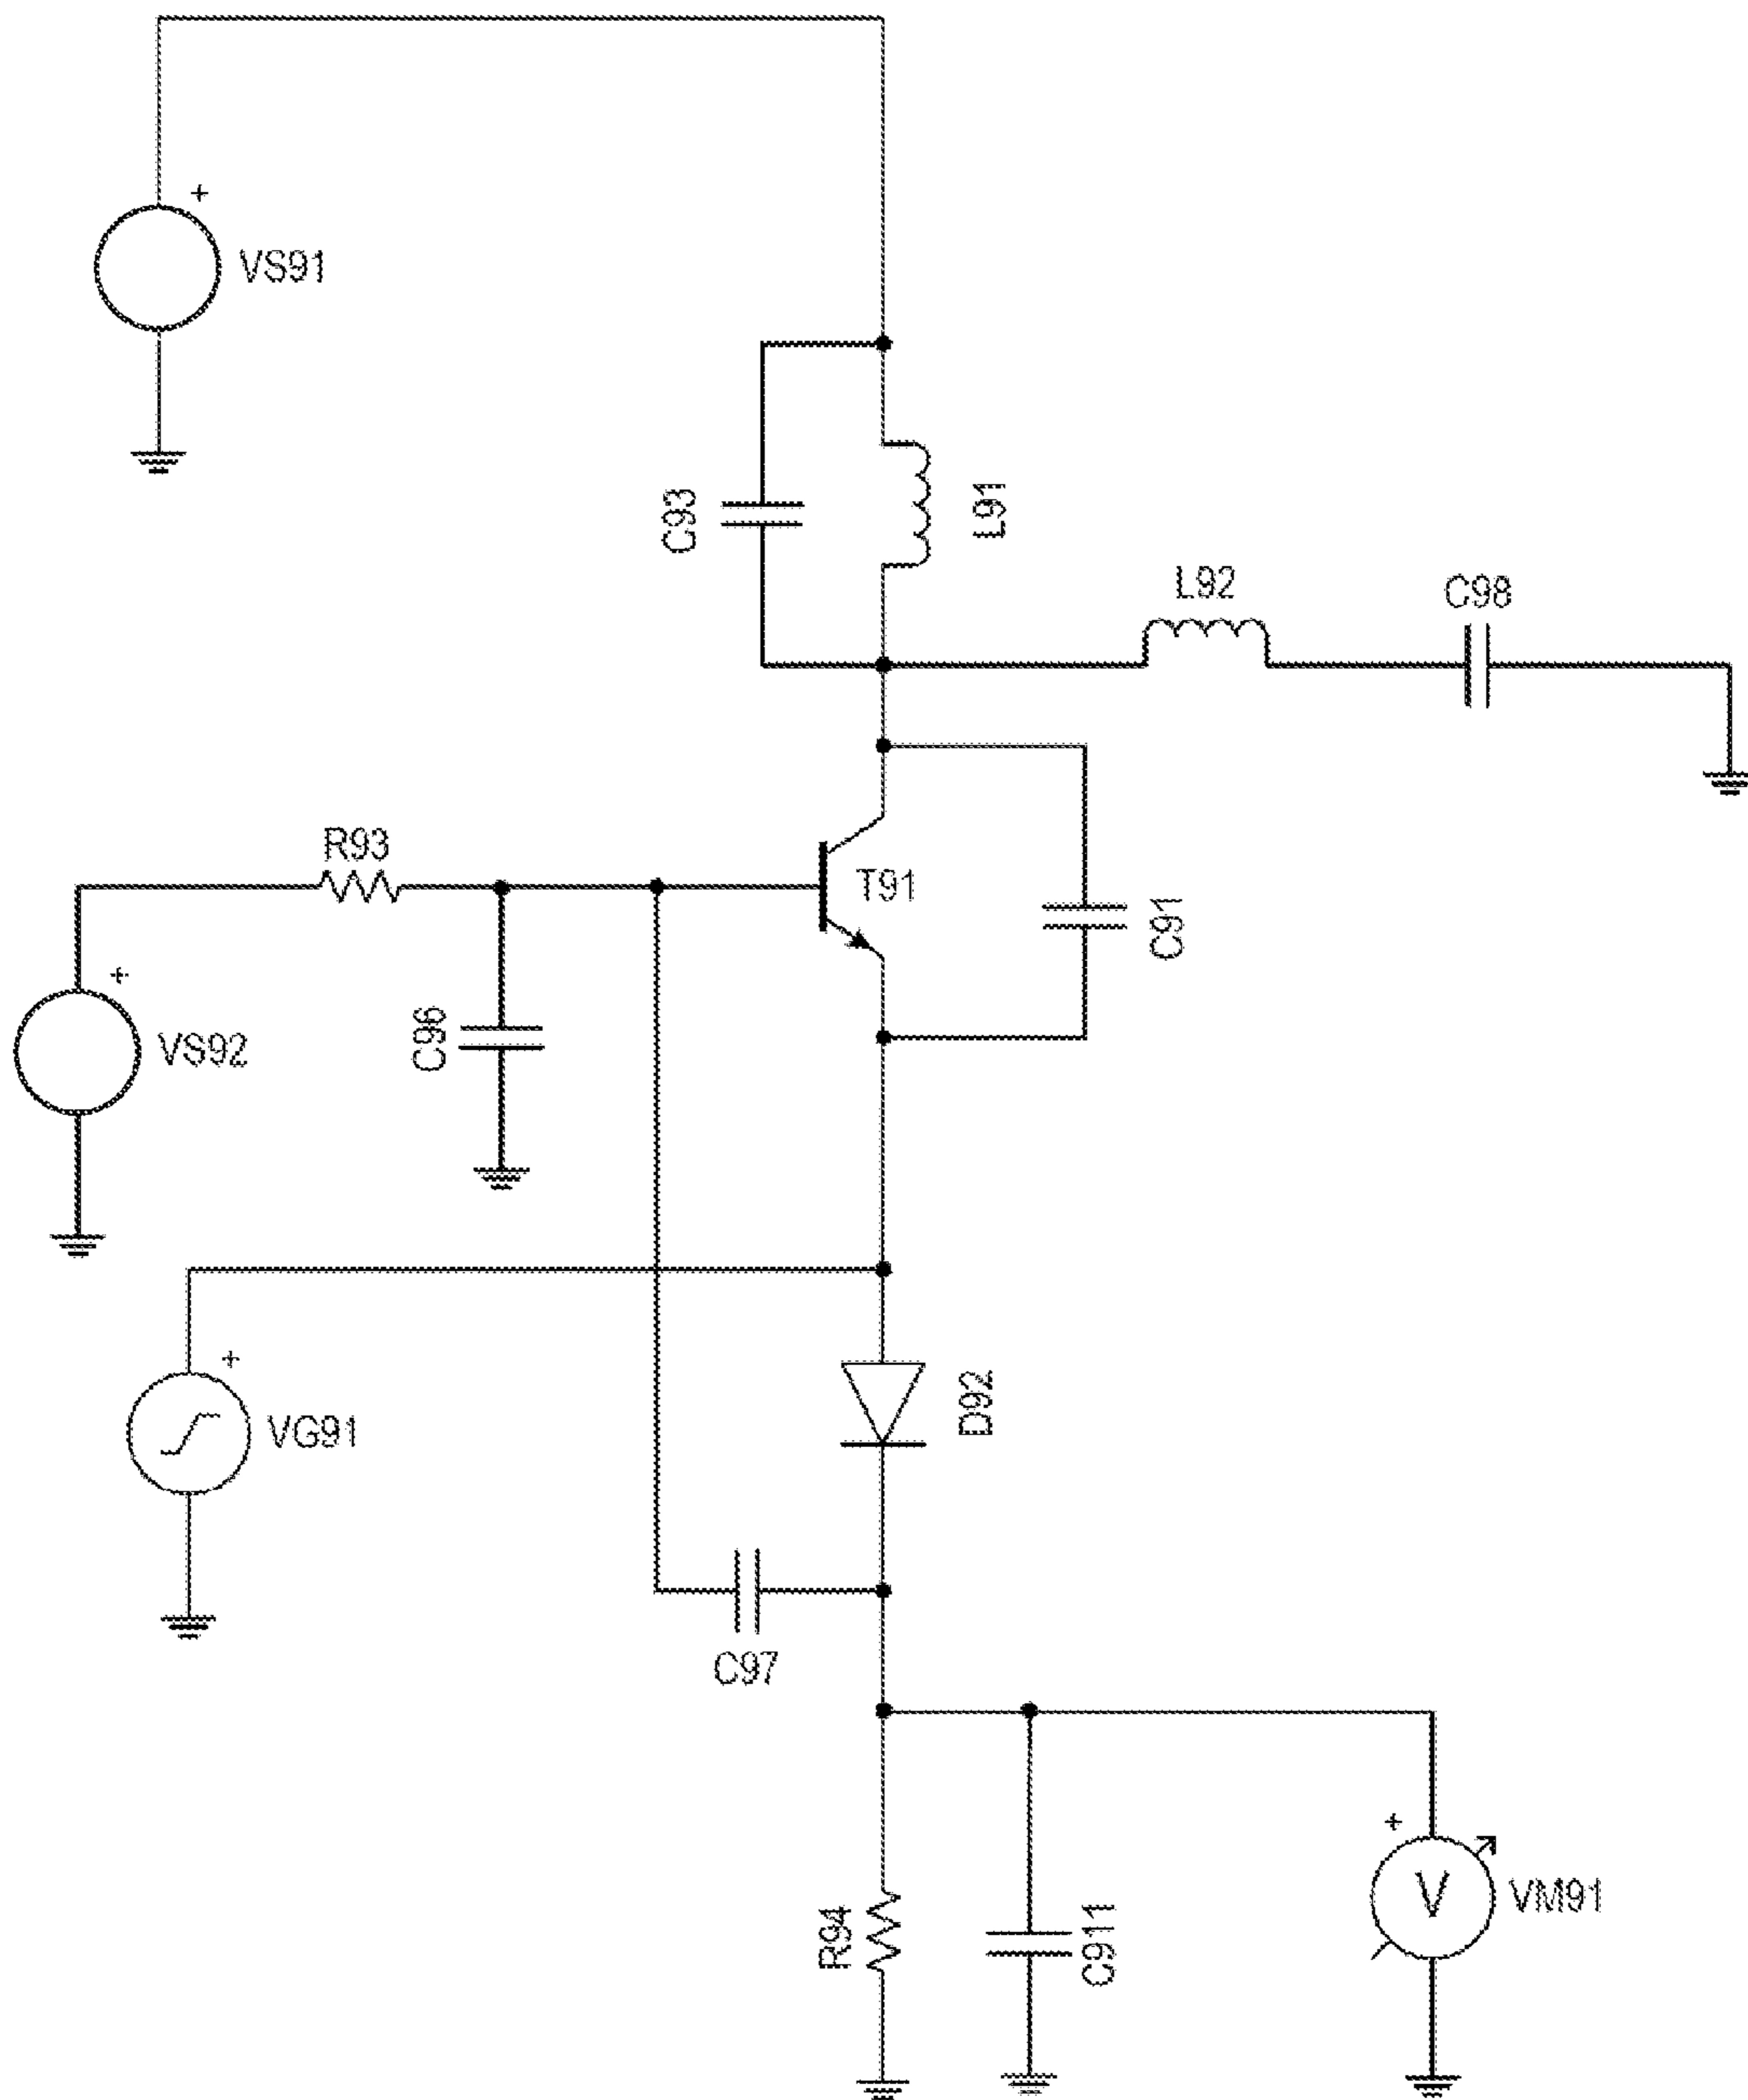 +
VS91
C93
L91
L92
C98
R93
T91
C91
+
VS92
C96
+
VG91
D92
C97
+
V
VM91
R94
C911